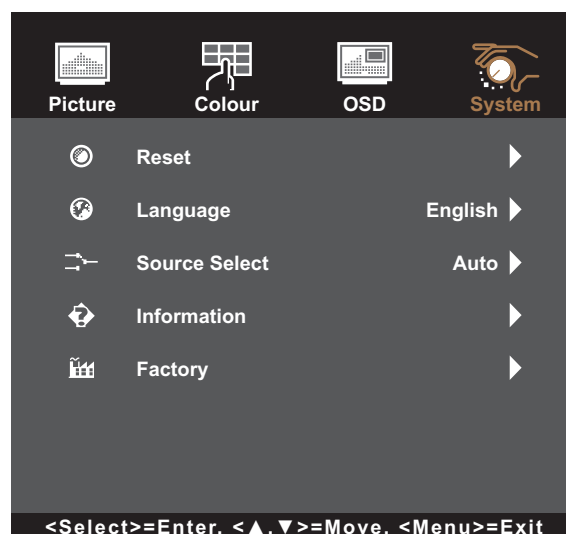 Picture Colour OSD System
Reset
Language English
Source Select Auto
Information
Factory
<Select>=Enter, <▲,▼>=Move, <Menu>=Exit